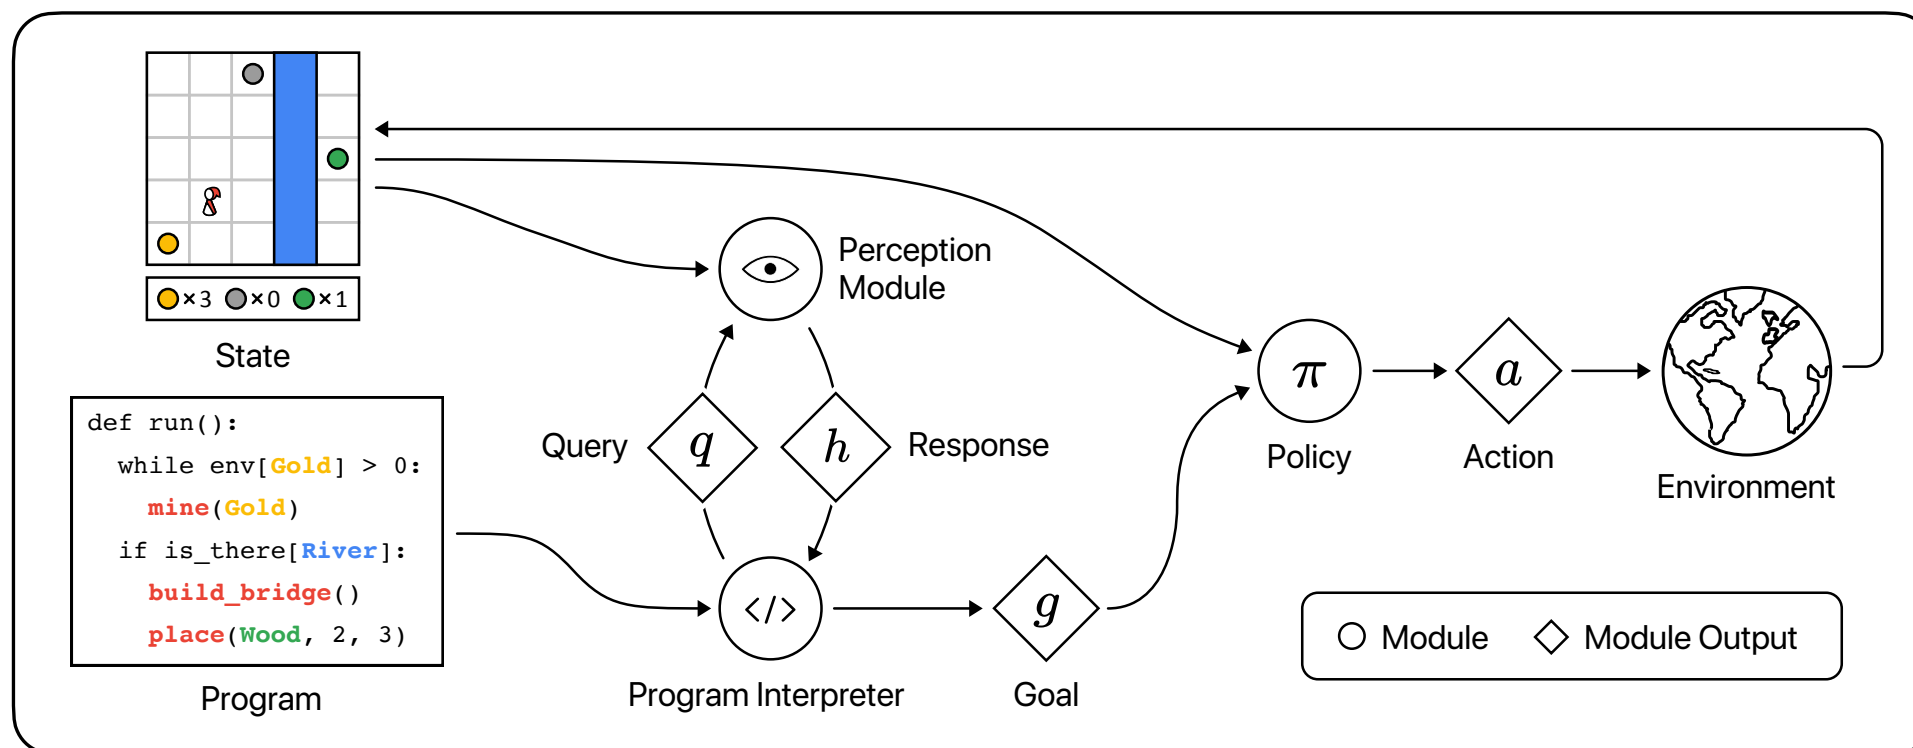 ×3 ×0 ×1
State
def run():
while env[Gold] > 0:
mine(Gold)
if is_there[River]:
build_bridge()
place(Wood, 2, 3)
Program
Perception
Module
Query
q
h
Response
</>
Program Interpreter
g
Goal
π
Policy
a
Action
Environment
Module
Module Output